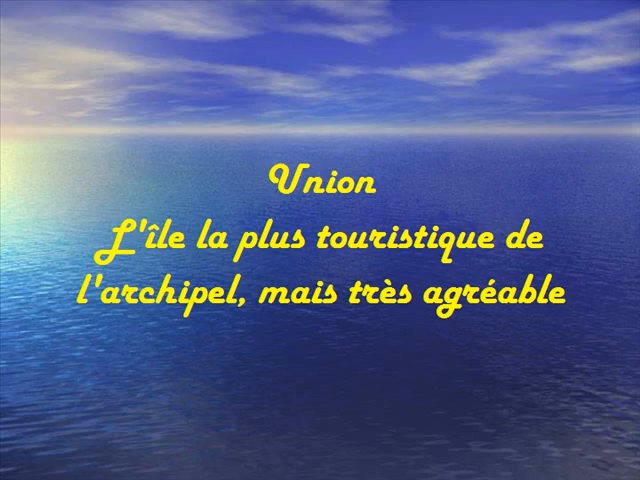 Union
L'île la plus touristique de
l'archipel, mais très agréable